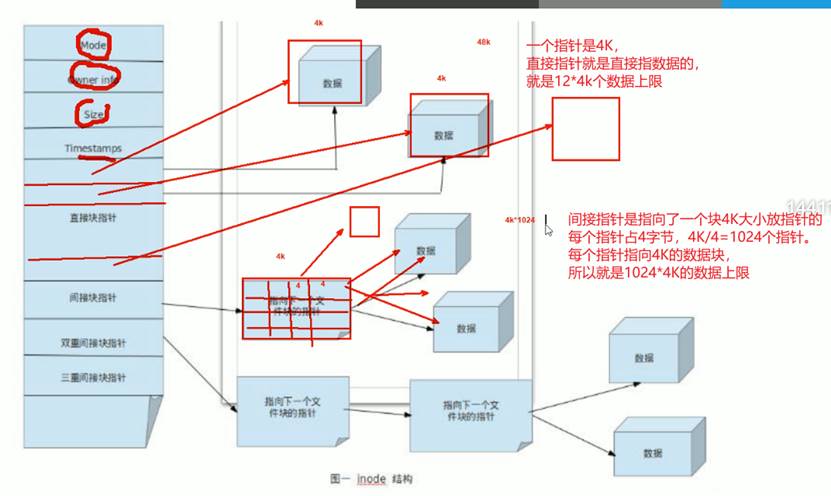 4k
48k
一个指针是4K，
直接指针就是直接指数据的，
就是12*4k个数据上限
Mode
Owner info
Size
Timestamps
数据
4k
数据
直接块指针
4k*1024
间接指针是指向了一个块4K大小放指针的
每个指针占4字节，4K/4=1024个指针。
每个指针指向4K的数据块，
所以就是1024*4K的数据上限
4k
数据
4
4
间接块指针
指向下一个文
件块的指针
数据
双重间接块指针
三重间接块指针
指向下一个文
件块的指针
指向下一个文
件块的指针
数据
数据
图一 inode 结构